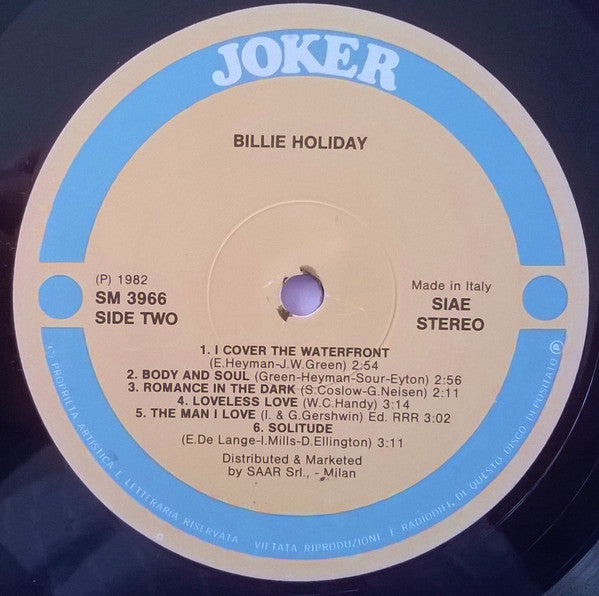 JOKER
BILLIE HOLIDAY
(P) 1982
SM 3966
SIDE TWO
Made in Italy
SIAE
STEREO
1. I COVER THE WATERFRONT
(E.Heyman-J.W.Green) 2:54
2. BODY AND SOUL (Green-Heyman-Sour-Eyton) 2:56
3. ROMANCE IN THE DARK (S.Coslow-G.Neisen) 2:11
4. LOVELESS LOVE (W.C.Handy) 3:14
5. THE MAN I LOVE (I. & G.Gershwin) Ed. RRR 3:02
6. SOLITUDE
(E.De Lange-I.Mills-D.Ellington) 3:11
Distributed & Marketed
by SAAR Srl., - Milan
(C) PROPRIETA ARTISTICA E LETTERARIA RISERVATA VIETATA RIPRODUZIONE E RADIODIFF. DI QUESTO DISCO DEPOSITATO (P)